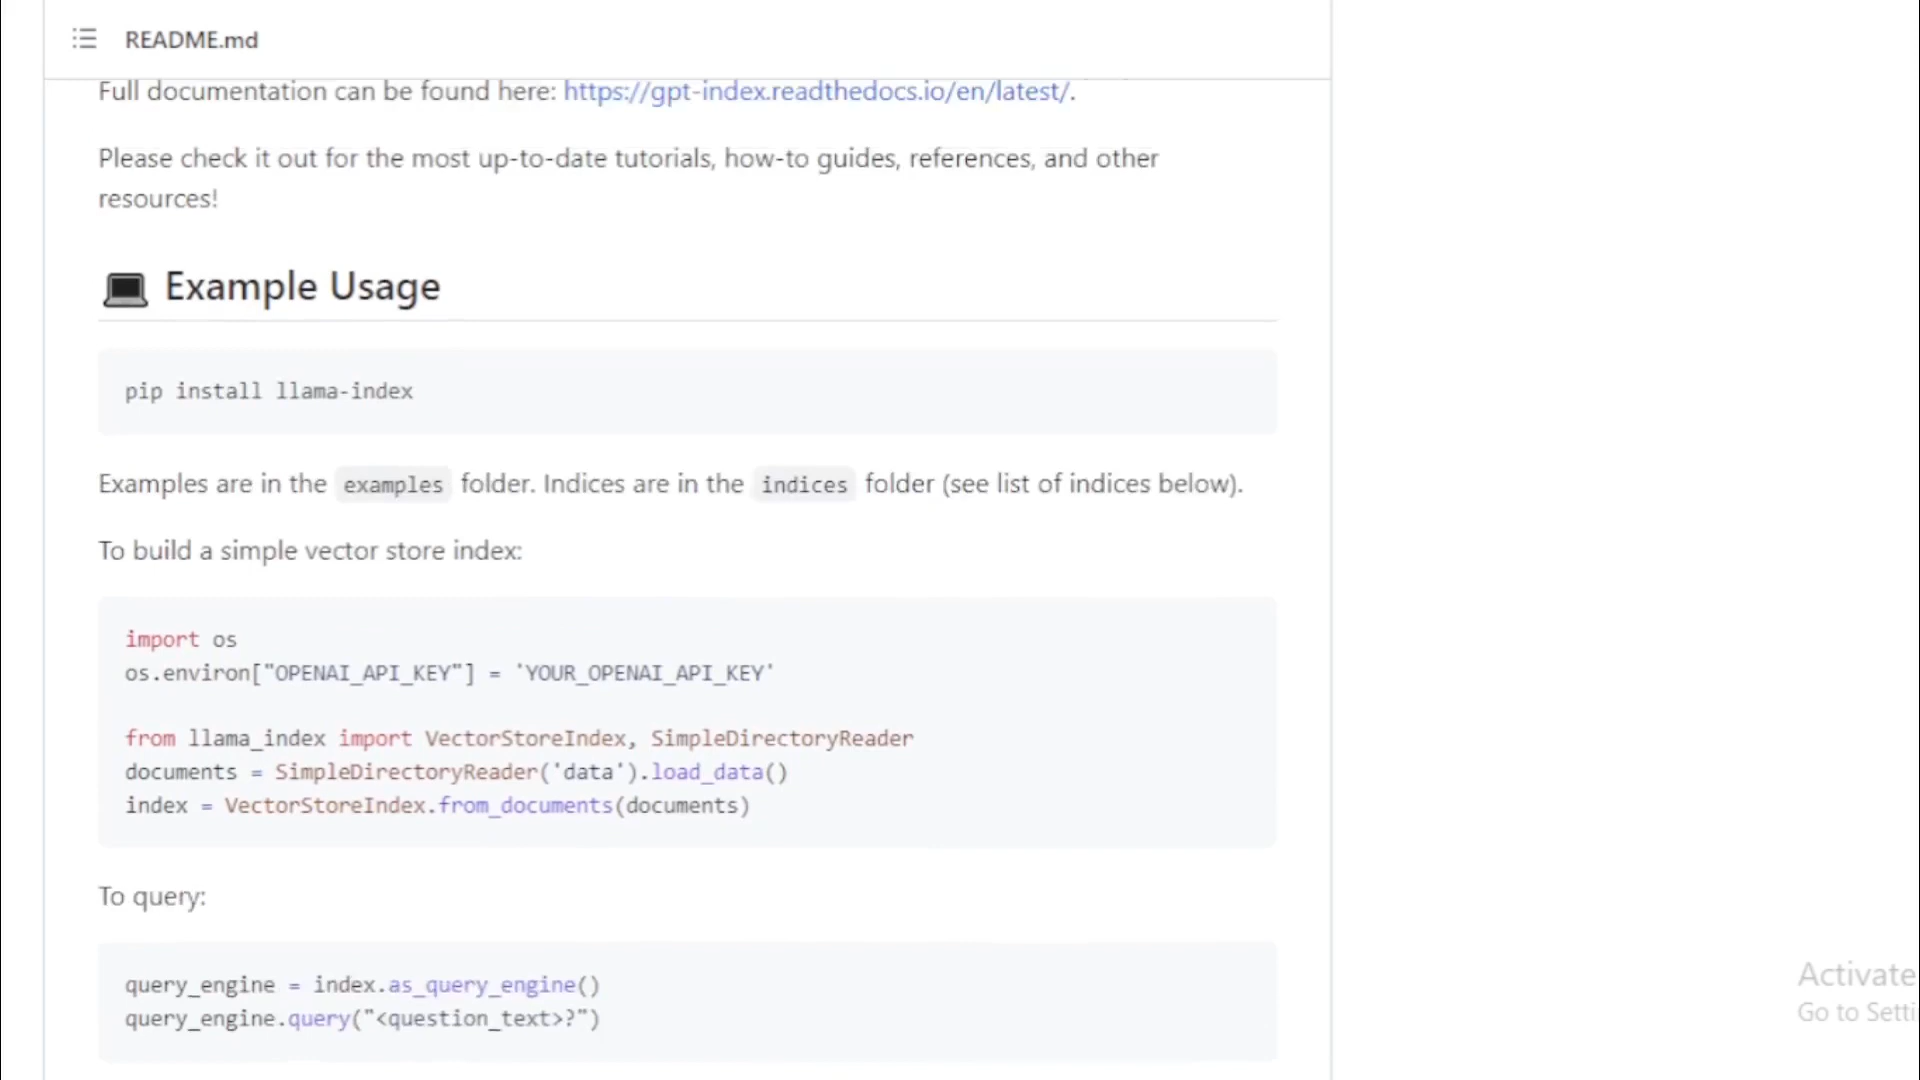 README.md
Full documentation can be found here: https://gpt-index.readthedocs.io/en/latest/.
Please check it out for the most up-to-date tutorials, how-to guides, references, and other
resources!
Example Usage
pip install llama-index
Examples are in the examples folder. Indices are in the indices folder (see list of indices below).
To build a simple vector store index:
import os
os.environ["OPENAI_API_KEY"] = 'YOUR_OPENAI_API_KEY'
from llama_index import VectorStoreIndex, SimpleDirectoryReader
documents = SimpleDirectoryReader('data').load_data()
index = VectorStoreIndex.from_documents(documents)
To query:
query_engine = index.as_query_engine()
query_engine.query("<question_text>?")
Activate
Go to Setti